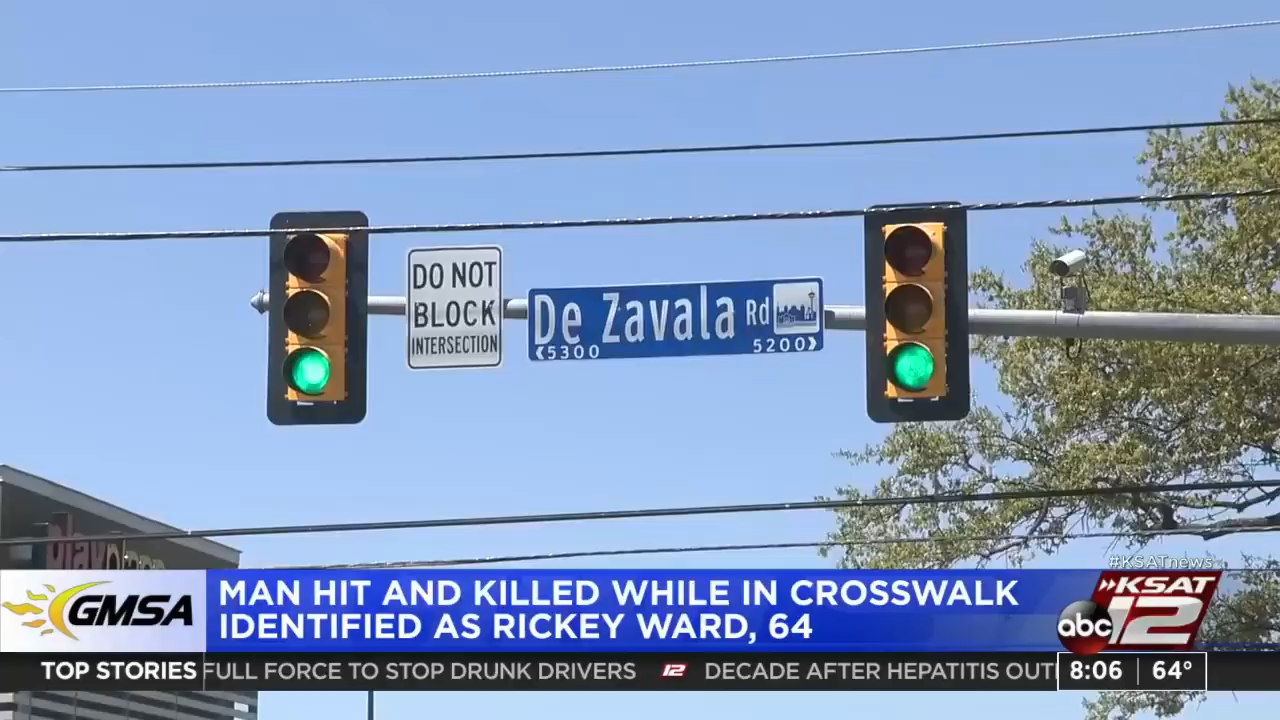 DO NOT
BLOCK
INTERSECTION
De Zavala Rd
5300
5200
playplace
#KSATnews
GMSA
MAN HIT AND KILLED WHILE IN CROSSWALK
IDENTIFIED AS RICKEY WARD, 64
abc
KSAT
12
TOP STORIES
FULL FORCE TO STOP DRUNK DRIVERS 12 DECADE AFTER HEPATITIS OUT
8:06 64°